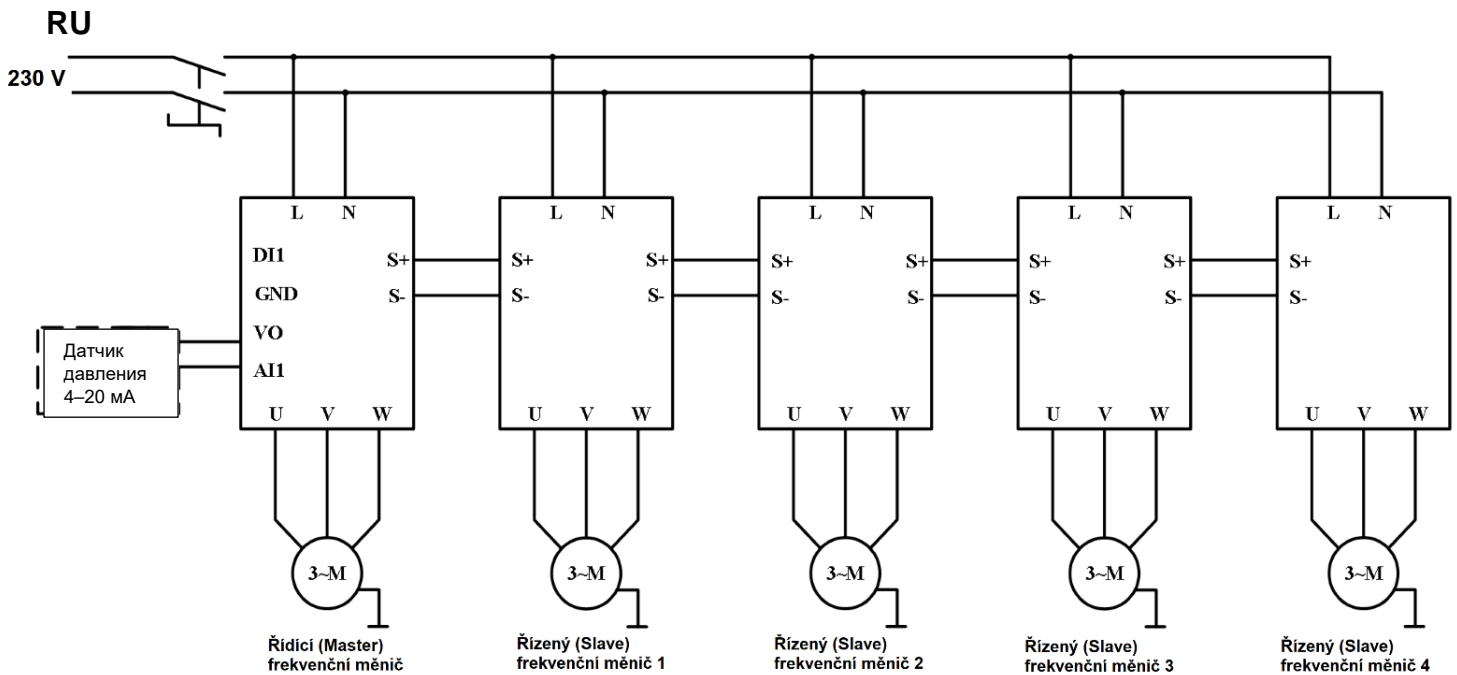 RU
230 V
L N
L N
L N
L N
L N
DI1
GND
VO
AI1
S+
S-
S+
S-
S+
S-
S+
S-
S+
S-
S+
S-
S+
S-
S+
S-
Датчик
давления
4–20 мА
U V W
U V W
U V W
U V W
U V W
3~M
3~M
3~M
3~M
3~M
Řídící (Master)
frekvenční měnič
Řízený (Slave)
frekvenční měnič 1
Řízený (Slave)
frekvenční měnič 2
Řízený (Slave)
frekvenční měnič 3
Řízený (Slave)
frekvenční měnič 4